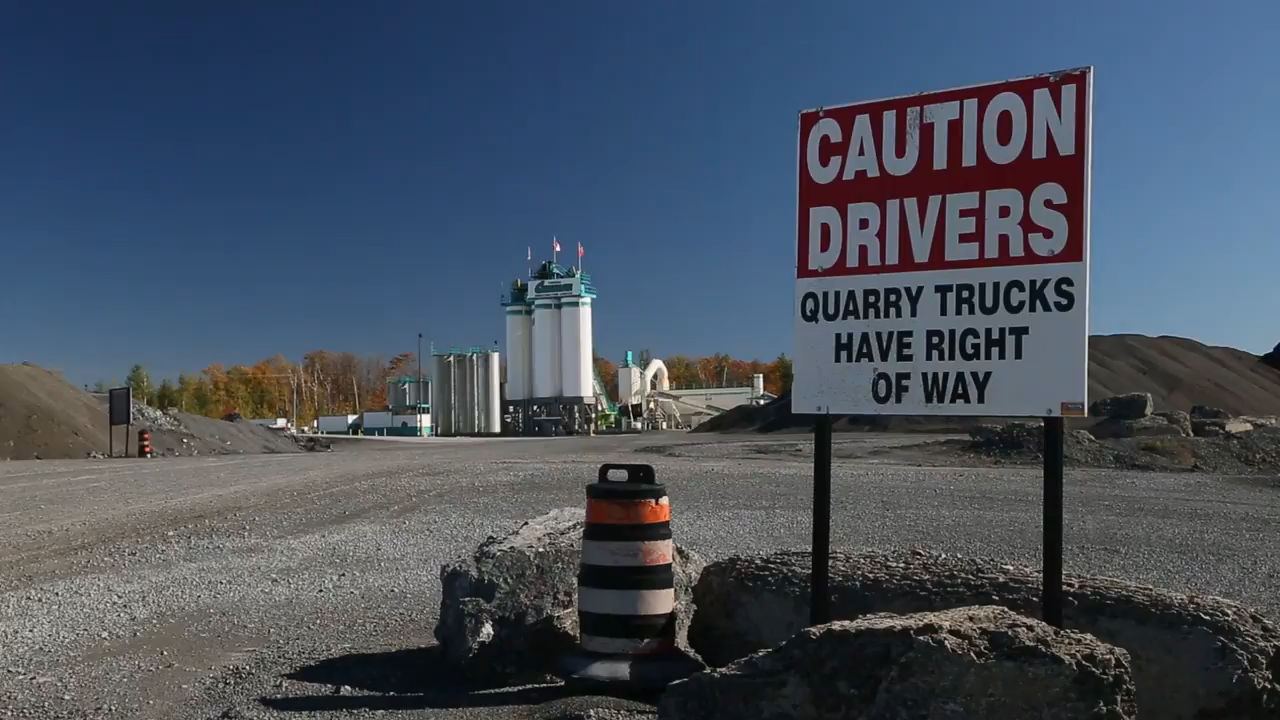 CAUTION
DRIVERS
QUARRY TRUCKS
HAVE RIGHT
OF WAY